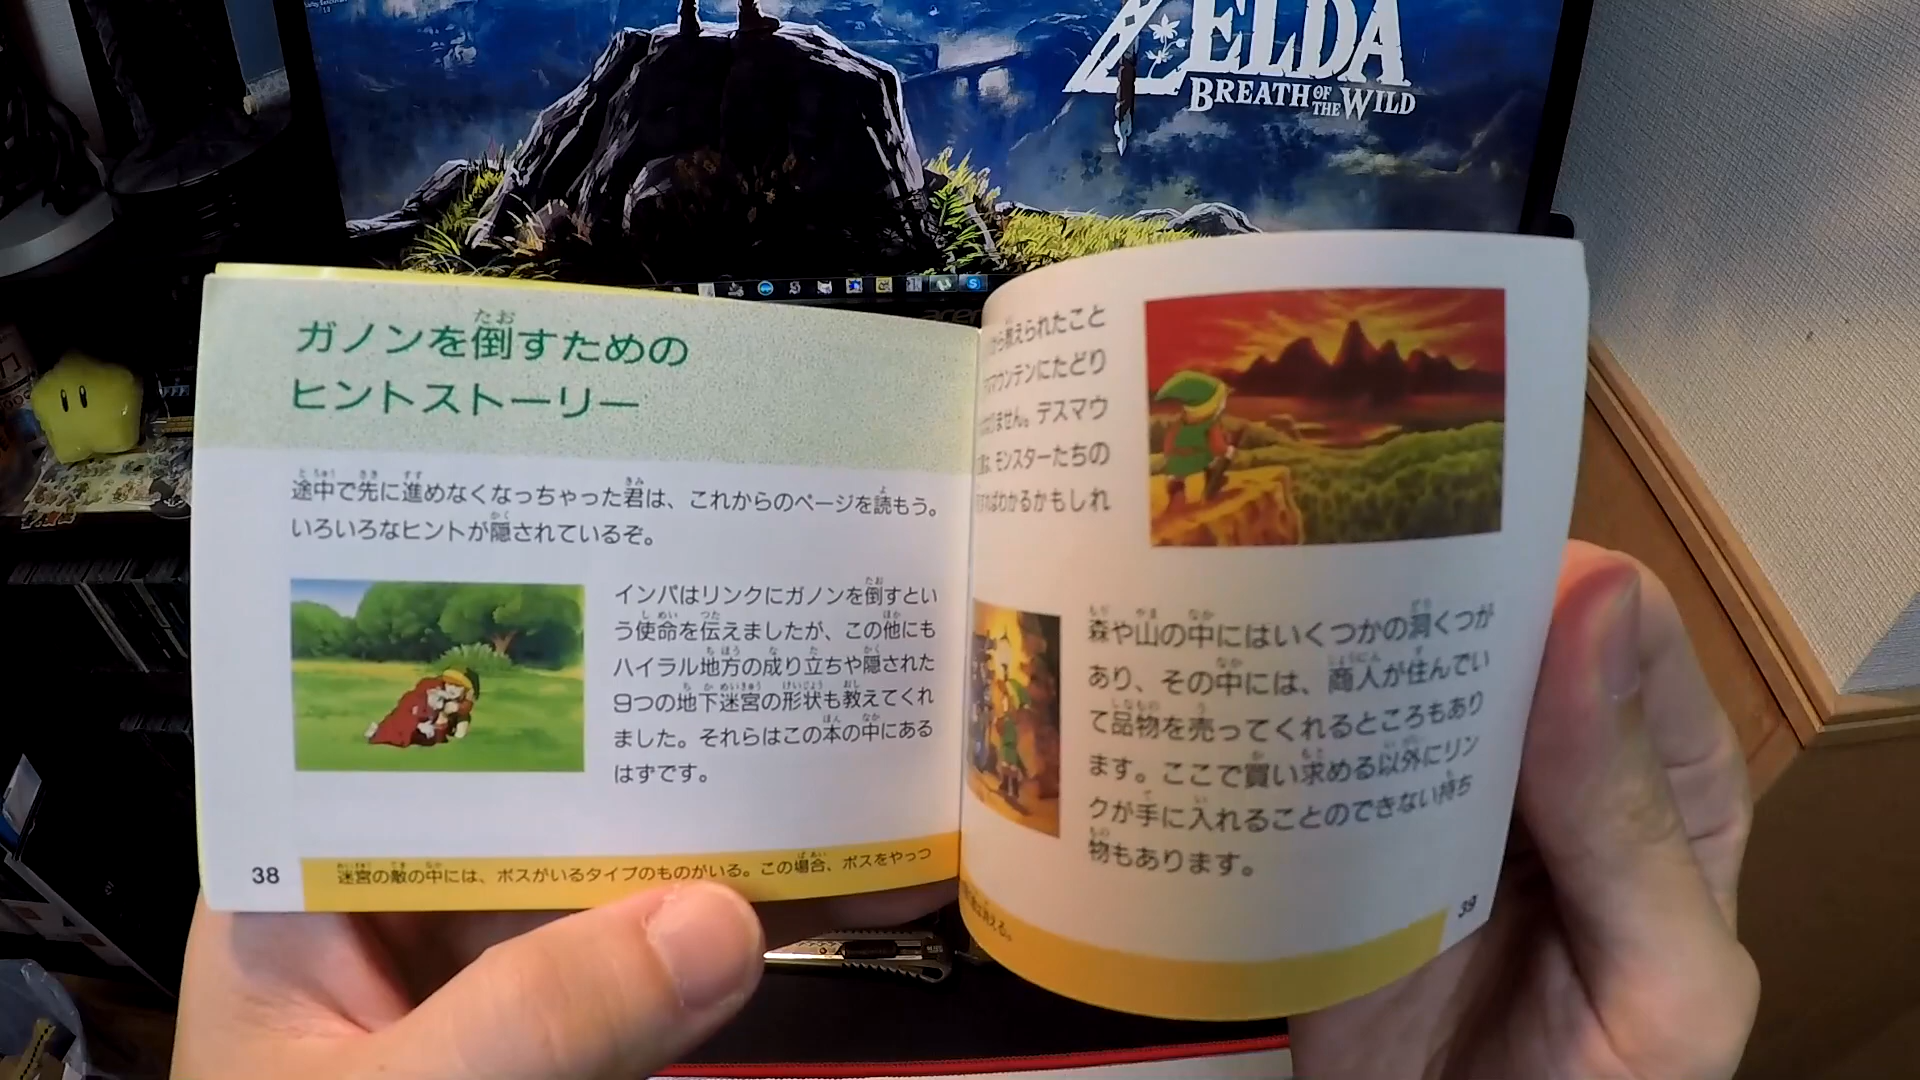 ZELDA
BREATH OF THE WILD
acer
ガノンを倒すための
ヒントストーリー
途中で先に進めなくなっちゃった君は、これからのページを読もう。
いろいろなヒントが隠されているぞ。
インパはリンクにガノンを倒すとい
う使命を伝えましたが、この他にも
ハイラル地方の成り立ちや隠された
9つの地下迷宮の形状も教えてくれ
ました。それらはこの本の中にある
はずです。
38
迷宮の敵の中には、ボスがいるタイプのものがいる。この場合、ボスをやっつ
から教えられたこと
マウンテンにたどり
ません。デスマウ
モンスターたちの
ばわかるかもしれ
森や山の中にはいくつかの洞くつが
あり、その中には、商人が住んでい
て品物を売ってくれるところもあり
ます。ここで買い求める以外にリン
クが手に入れることのできない持ち
物もあります。
消える。
39